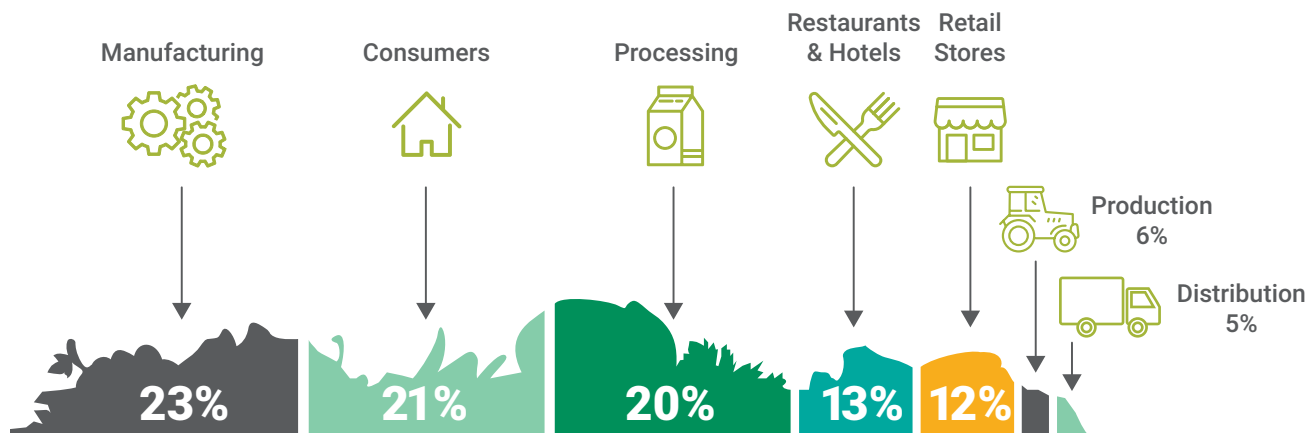 Manufacturing
Consumers
Processing
Restaurants
& Hotels
Retail
Stores
Production
6%
Distribution
5%
23%
21%
20%
13%
12%